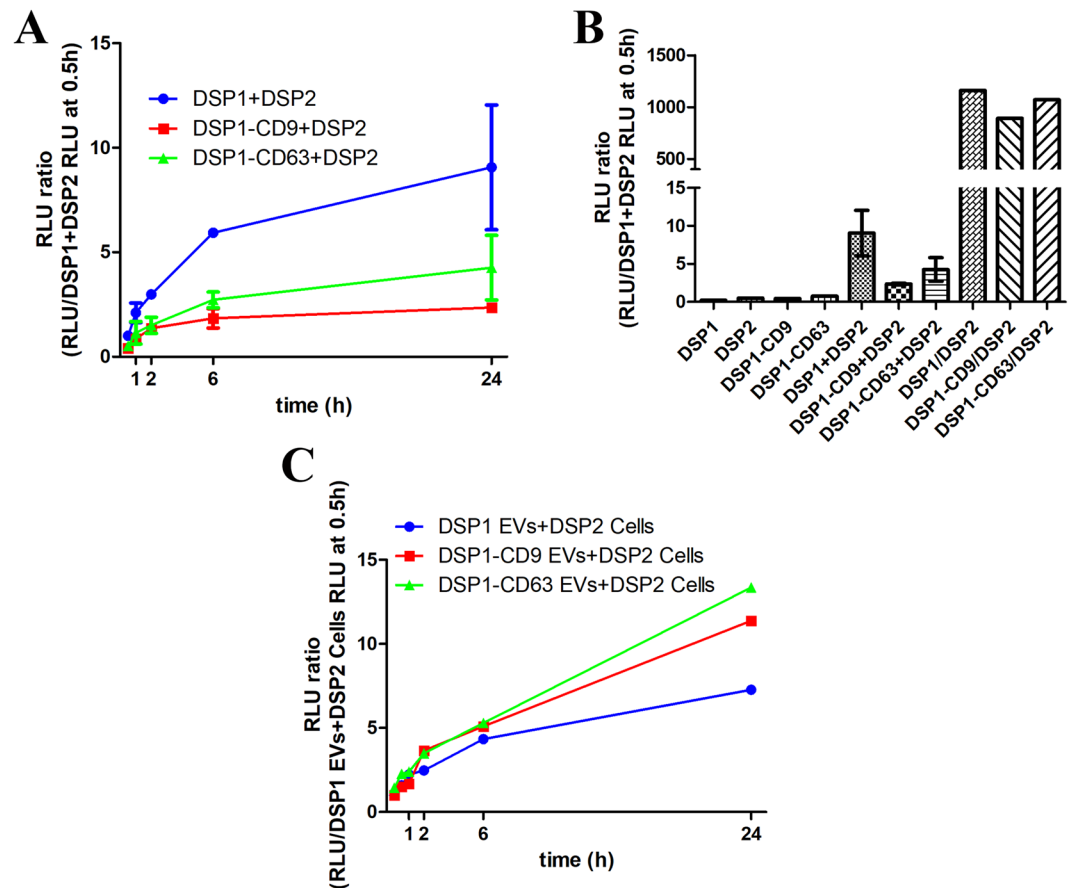 A
RLU ratio
(RLU/DSP1+DSP2 RLU at 0.5h)
15
10
5
0
DSP1+DSP2
DSP1-CD9+DSP2
DSP1-CD63+DSP2
1 2 6 24
time (h)
B
RLU ratio
(RLU/DSP1+DSP2 RLU at 0.5h)
1500
1000
500
15
10
5
0
DSP1
DSP2
DSP1-CD9
DSP1-CD63
DSP1+DSP2
DSP1-CD9+DSP2
DSP1-CD63+DSP2
DSP1/DSP2
DSP1-CD9/DSP2
DSP1-CD63/DSP2
C
RLU ratio
(RLU/DSP1 EVs+DSP2 Cells RLU at 0.5h)
DSP1 EVs+DSP2 Cells
DSP1-CD9 EVs+DSP2 Cells
DSP1-CD63 EVs+DSP2 Cells
15
10
5
0
1 2 6 24
time (h)